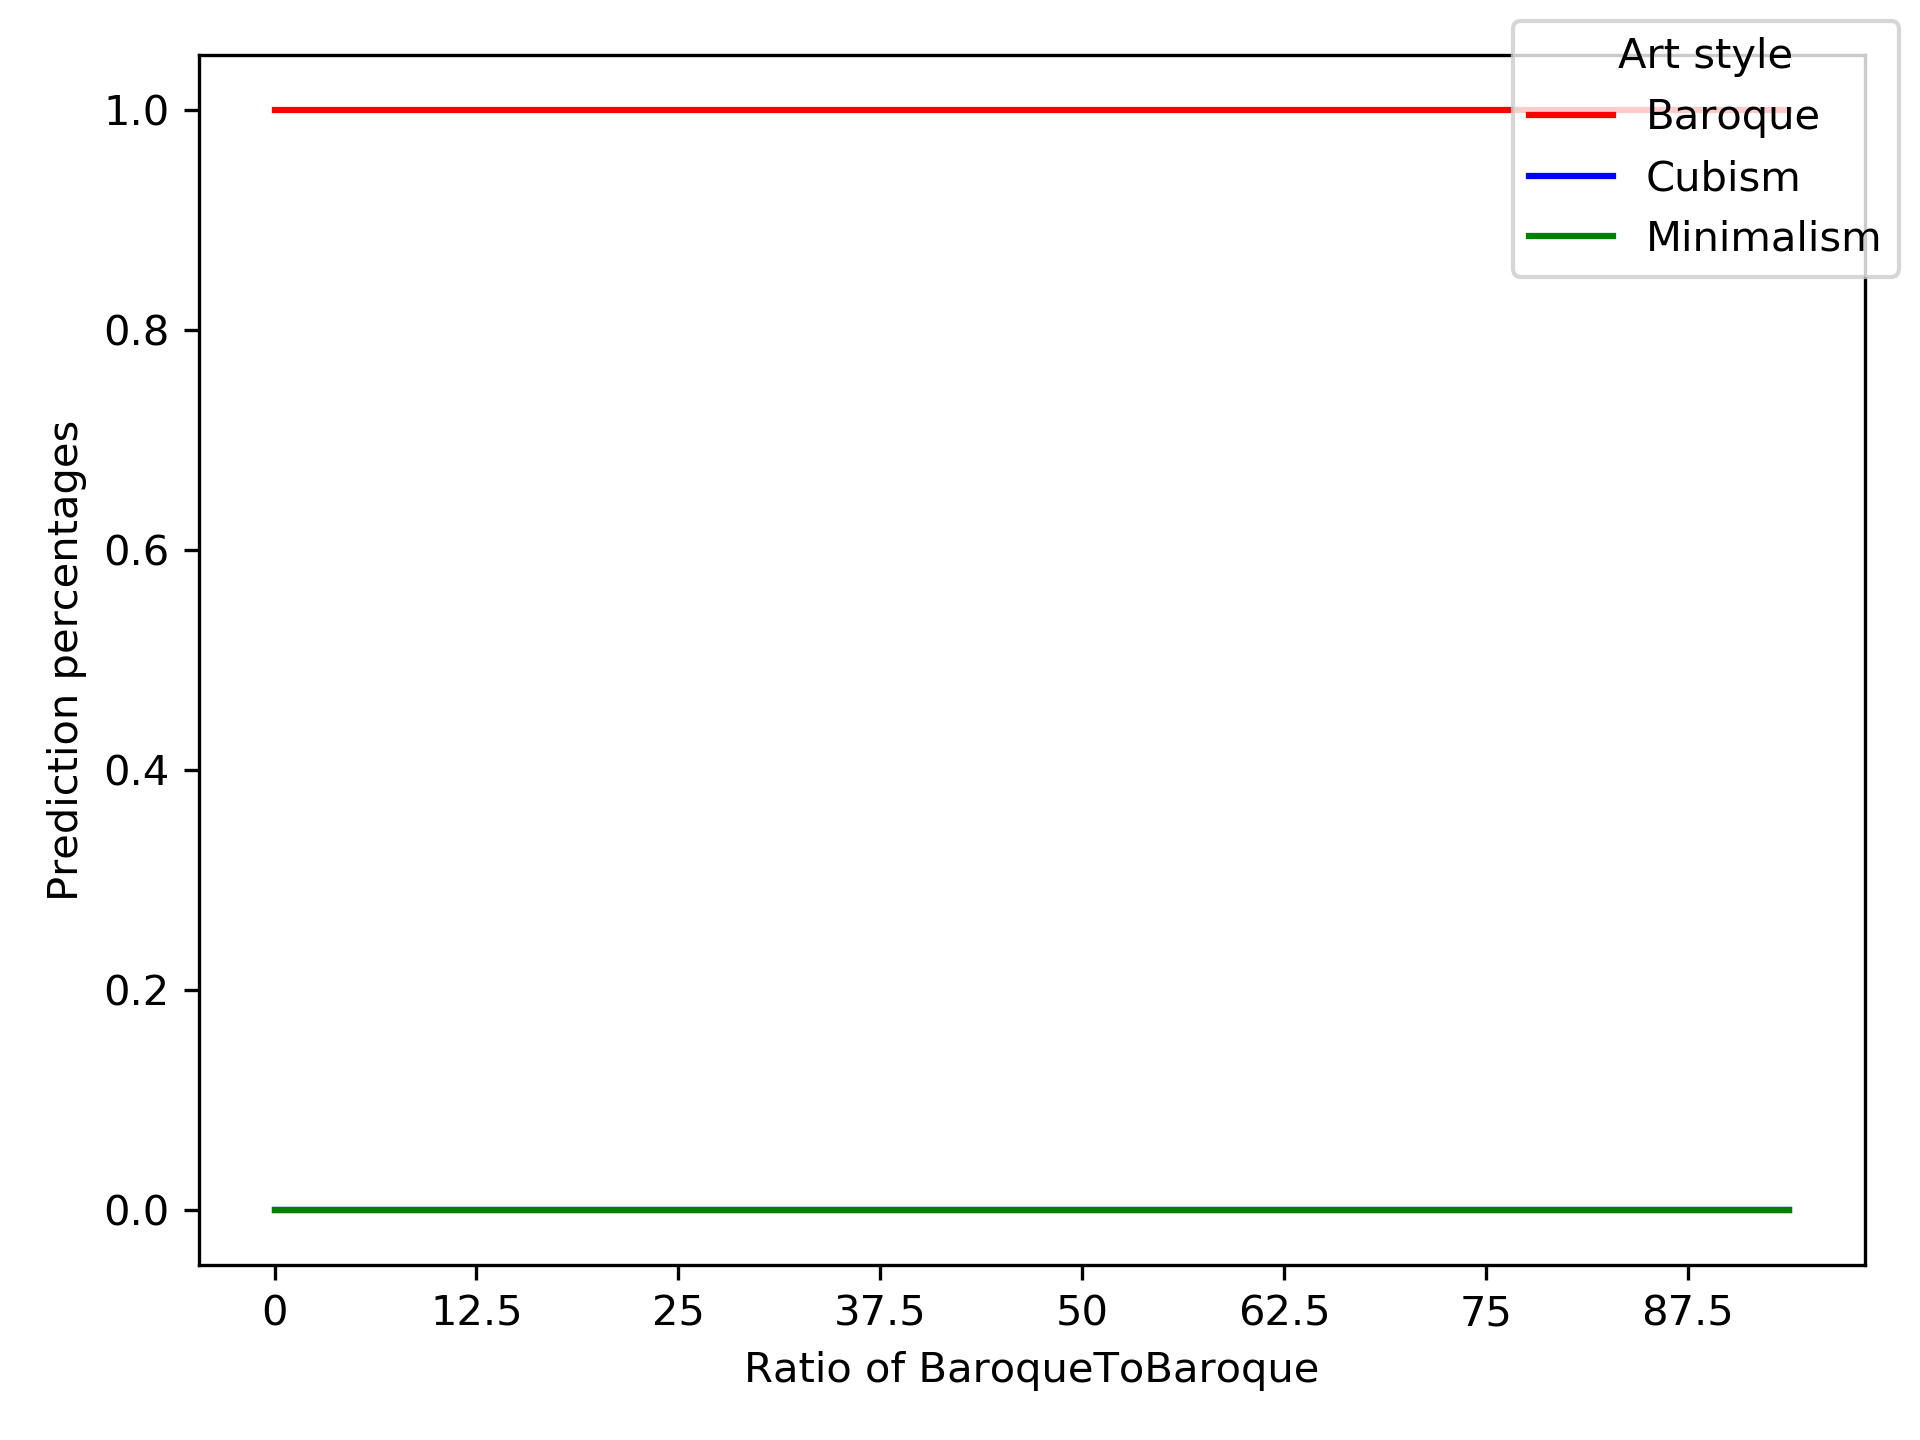 Art style
Baroque
Cubism
Minimalism
1.0
0.8
0.6
0.4
0.2
0.0
Prediction percentages
0 12.5 25 37.5 50 62.5 75 87.5
Ratio of BaroqueToBaroque